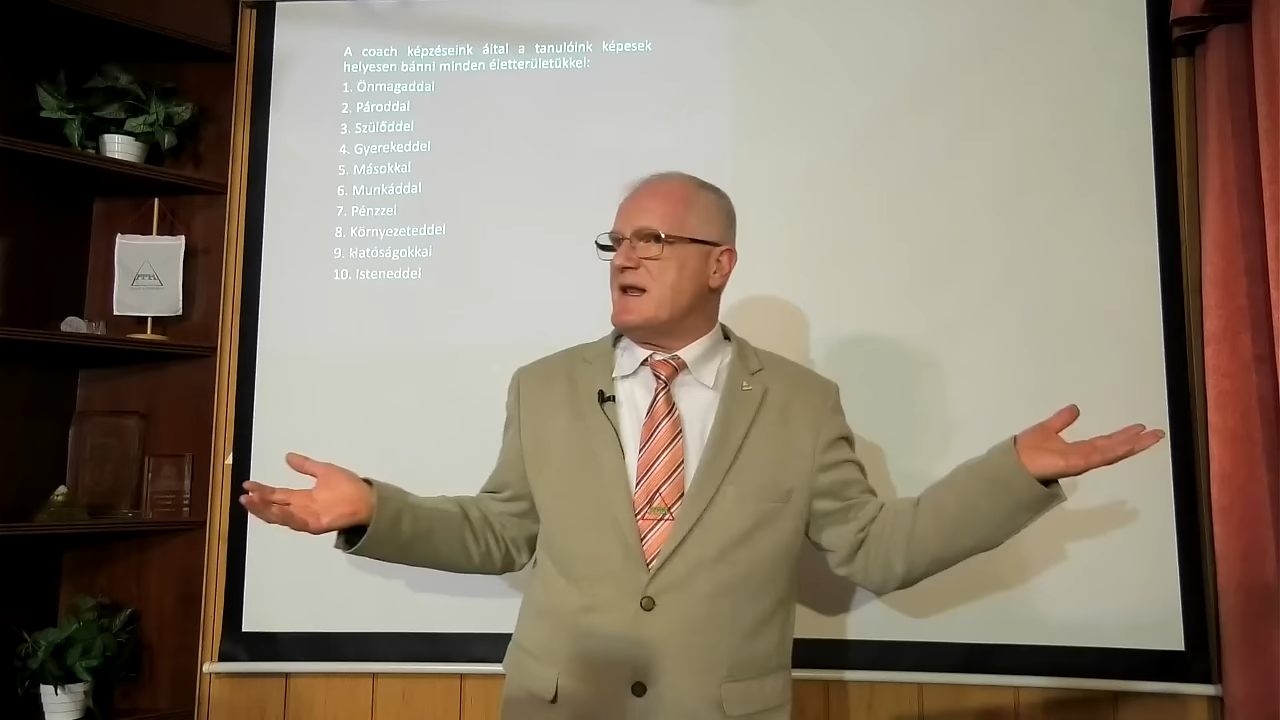 A coach képzéseink által a tanulóink képesek
helyesen bánni minden életterületükkel:
1. Önmagaddal
2. Pároddal
3. Szülőddel
4. Gyerekeddel
5. Másokkal
6. Munkáddal
7. Pénzzel
8. Környezeteddel
9. Hatóságokkal
10. Isteneddel